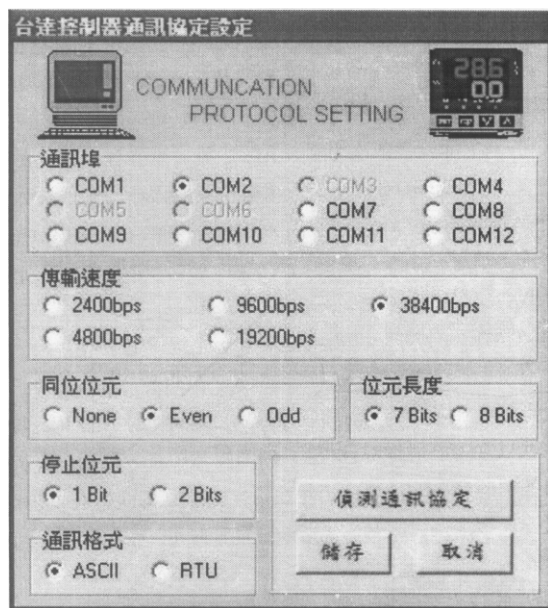 台達控制器通訊協定設定
COMMUNCATION
PROTOCOL SETTING
28.6
0.0
通訊埠
COM1 COM2 COM3 COM4
COM5 COM6 COM7 COM8
COM9 COM10 COM11 COM12
傳輸速度
2400bps 9600bps 38400bps
4800bps 19200bps
同位位元
None Even Odd
位元長度
7 Bits 8 Bits
停止位元
1 Bit 2 Bits
偵測通訊協定
通訊格式
ASCII RTU
儲存 取消